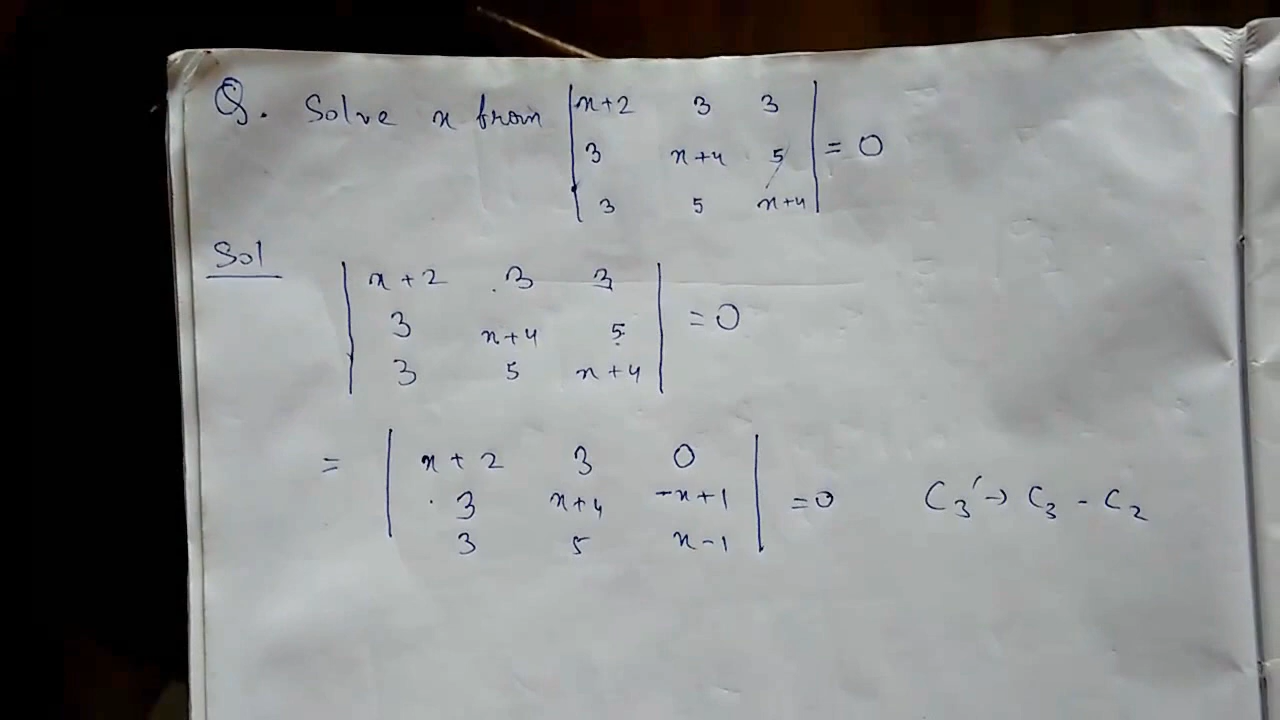 Q. Solve x from | x+2 3 3 |
| 3 x+4 5 | = 0
| 3 5 x+4 |
Sol
| x+2 3 3 |
| 3 x+4 5 | = 0
| 3 5 x+4 |
= | x+2 3 0 |
| 3 x+4 -x+1 | = 0 C3' → C3 - C2
| 3 5 x-1 |